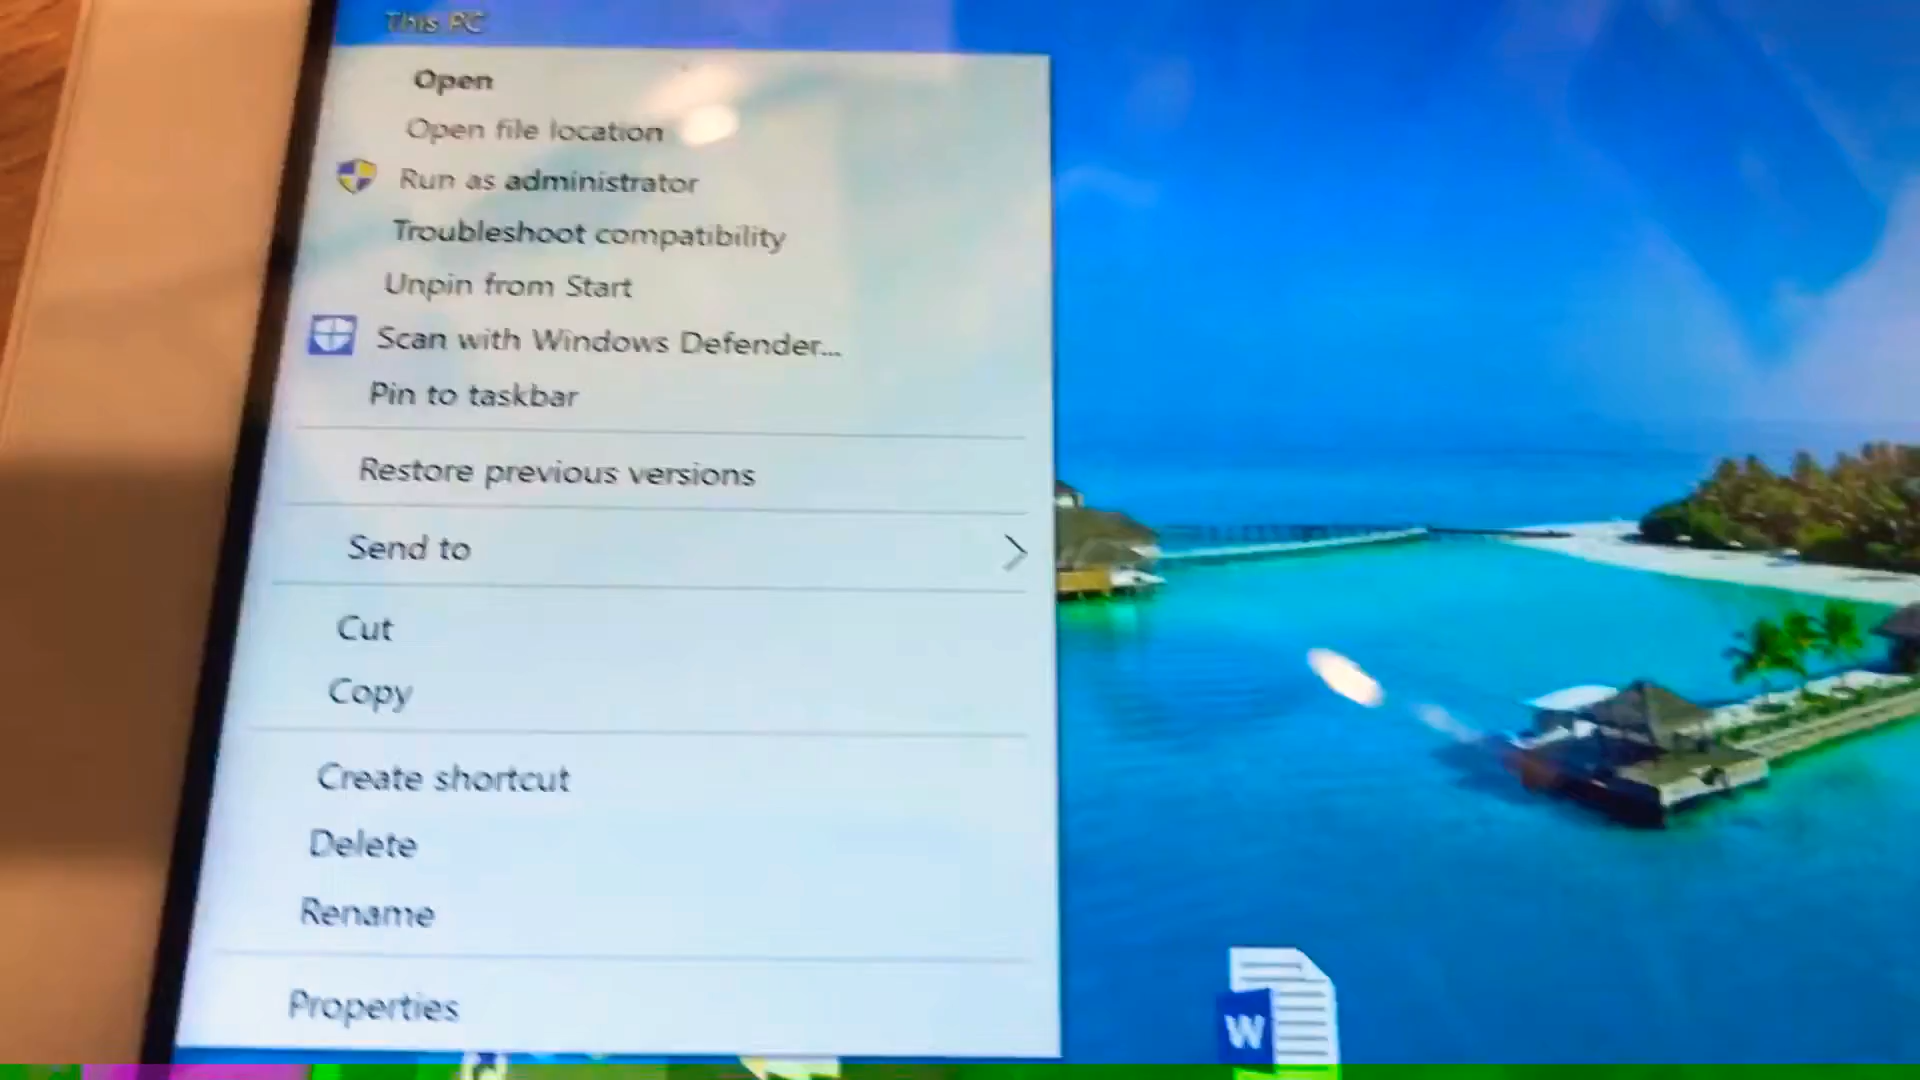 This PC
Open
Open file location
Run as administrator
Troubleshoot compatibility
Unpin from Start
Scan with Windows Defender...
Pin to taskbar
Restore previous versions
Send to
Cut
Copy
Create shortcut
Delete
Rename
Properties
W